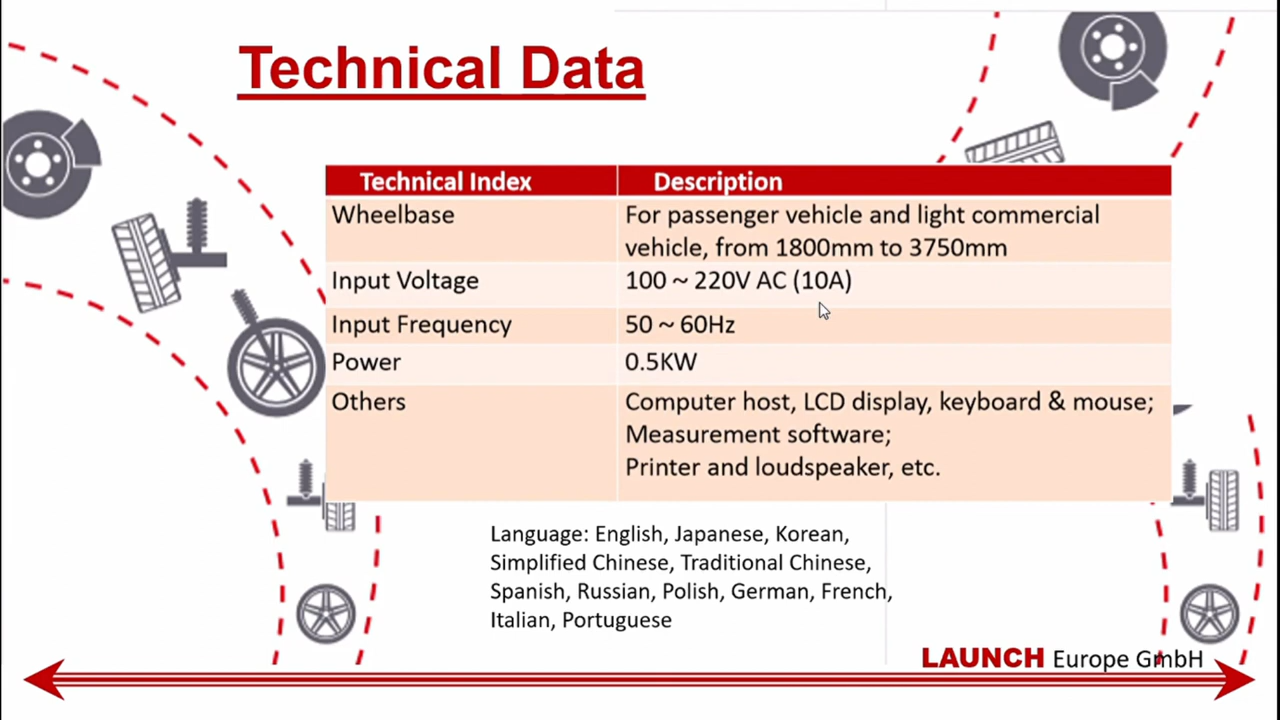 Technical Data
Technical Index Description
Wheelbase For passenger vehicle and light commercial
vehicle, from 1800mm to 3750mm
Input Voltage 100 ~ 220V AC (10A)
Input Frequency 50 ~ 60Hz
Power 0.5KW
Others Computer host, LCD display, keyboard & mouse;
Measurement software;
Printer and loudspeaker, etc.
Language: English, Japanese, Korean,
Simplified Chinese, Traditional Chinese,
Spanish, Russian, Polish, German, French,
Italian, Portuguese
LAUNCH Europe GmbH